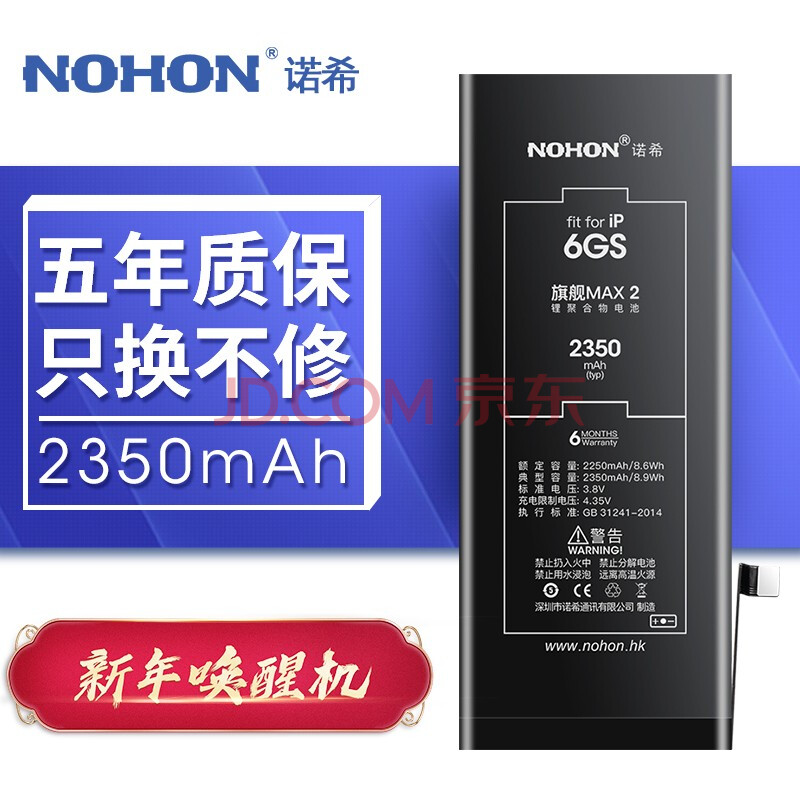 NOHON® 诺希
五年质保
只换不修
2350mAh
新年唤醒机
NOHON® 诺希
fit for iP
6GS
旗舰MAX 2
锂聚合物电池
2350
mAh
(typ)
JD.COM 京东
6 MONTHS
Warranty
额定容量: 2250mAh/8.6Wh
典型容量: 2350mAh/8.9Wh
标准电压: 3.8V
充电限制电压: 4.35V
执行标准: GB 31241-2014
警告
WARNING!
禁止扔入火中 禁止分解电池
禁止用水浸泡 远离高温火源
深圳市诺希通讯有限公司 制造
www.nohon.hk